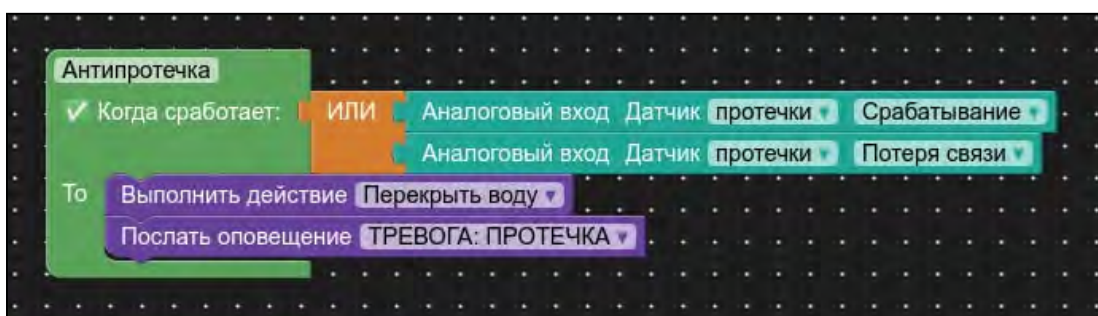 Антипротечка
Когда сработает: ИЛИ Аналоговый вход Датчик протечки Срабатывание
Аналоговый вход Датчик протечки Потеря связи
То Выполнить действие Перекрыть воду
Послать оповещение ТРЕВОГА: ПРОТЕЧКА